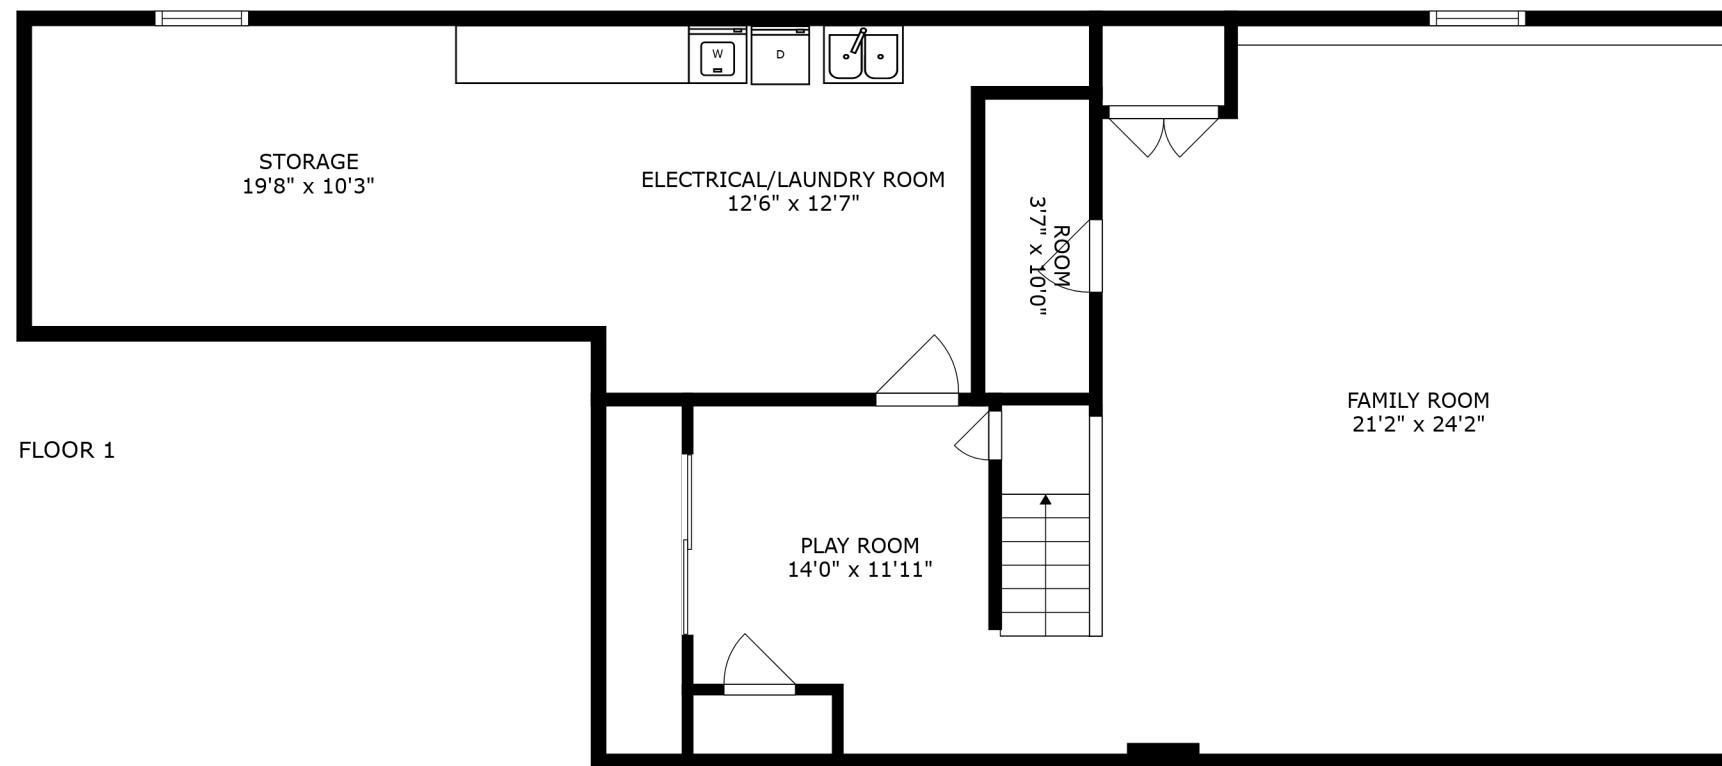 W
D
STORAGE
19'8" x 10'3"
ELECTRICAL/LAUNDRY ROOM
12'6" x 12'7"
ROOM
3'7" x 10'0"
FAMILY ROOM
21'2" x 24'2"
FLOOR 1
PLAY ROOM
14'0" x 11'11"